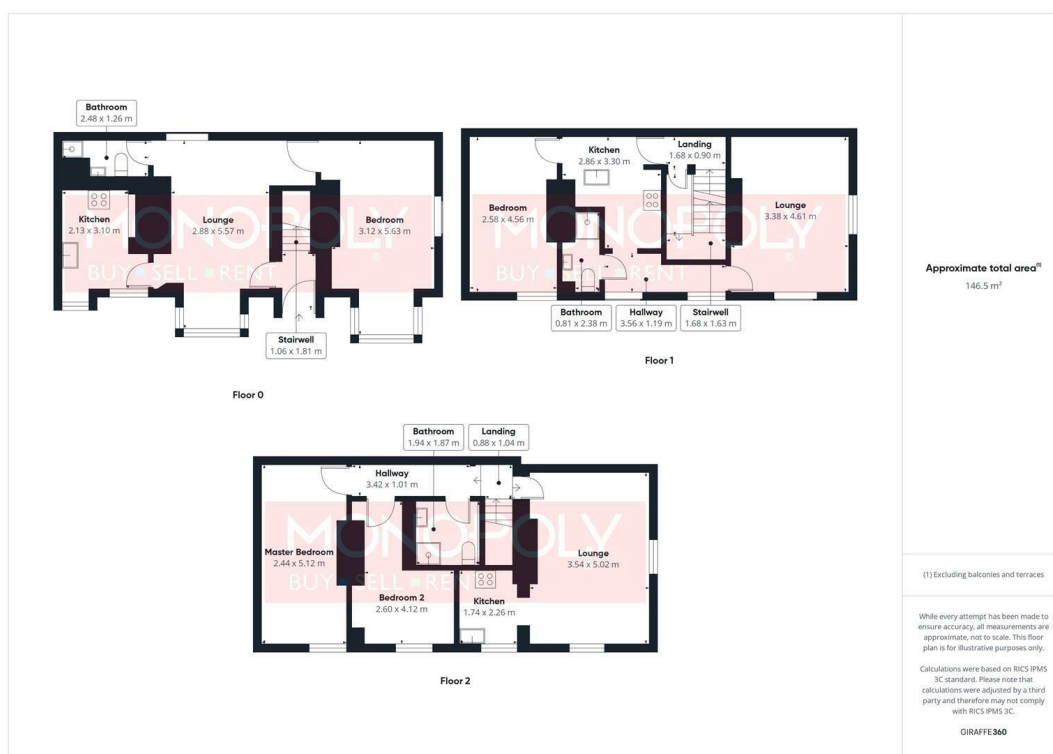 Bathroom
2.48 x 1.26 m
Kitchen
2.13 x 3.10 m
Lounge
2.88 x 5.57 m
Bedroom
3.12 x 5.63 m
Stairwell
1.06 x 1.81 m
MONOPOLY
®
BUY SELL RENT
Floor 0
Kitchen
2.86 x 3.30 m
Landing
1.68 x 0.90 m
Bedroom
2.58 x 4.56 m
Lounge
3.38 x 4.61 m
Bathroom
0.81 x 2.38 m
Hallway
3.56 x 1.19 m
Stairwell
1.68 x 1.63 m
MONOPOLY
®
BUY SELL RENT
Floor 1
Bathroom
1.94 x 1.87 m
Landing
0.88 x 1.04 m
Hallway
3.42 x 1.01 m
Master Bedroom
2.44 x 5.12 m
Lounge
3.54 x 5.02 m
Bedroom 2
2.60 x 4.12 m
Kitchen
1.74 x 2.26 m
MONOPOLY
BUY SELL RENT
Floor 2
Approximate total area(1)
146.5 m²
(1) Excluding balconies and terraces
While every attempt has been made to
ensure accuracy, all measurements are
approximate, not to scale. This floor
plan is for illustrative purposes only.
Calculations were based on RICS IPMS
3C standard. Please note that
calculations were adjusted by a third
party and therefore may not comply
with RICS IPMS 3C.
GIRAFFE360